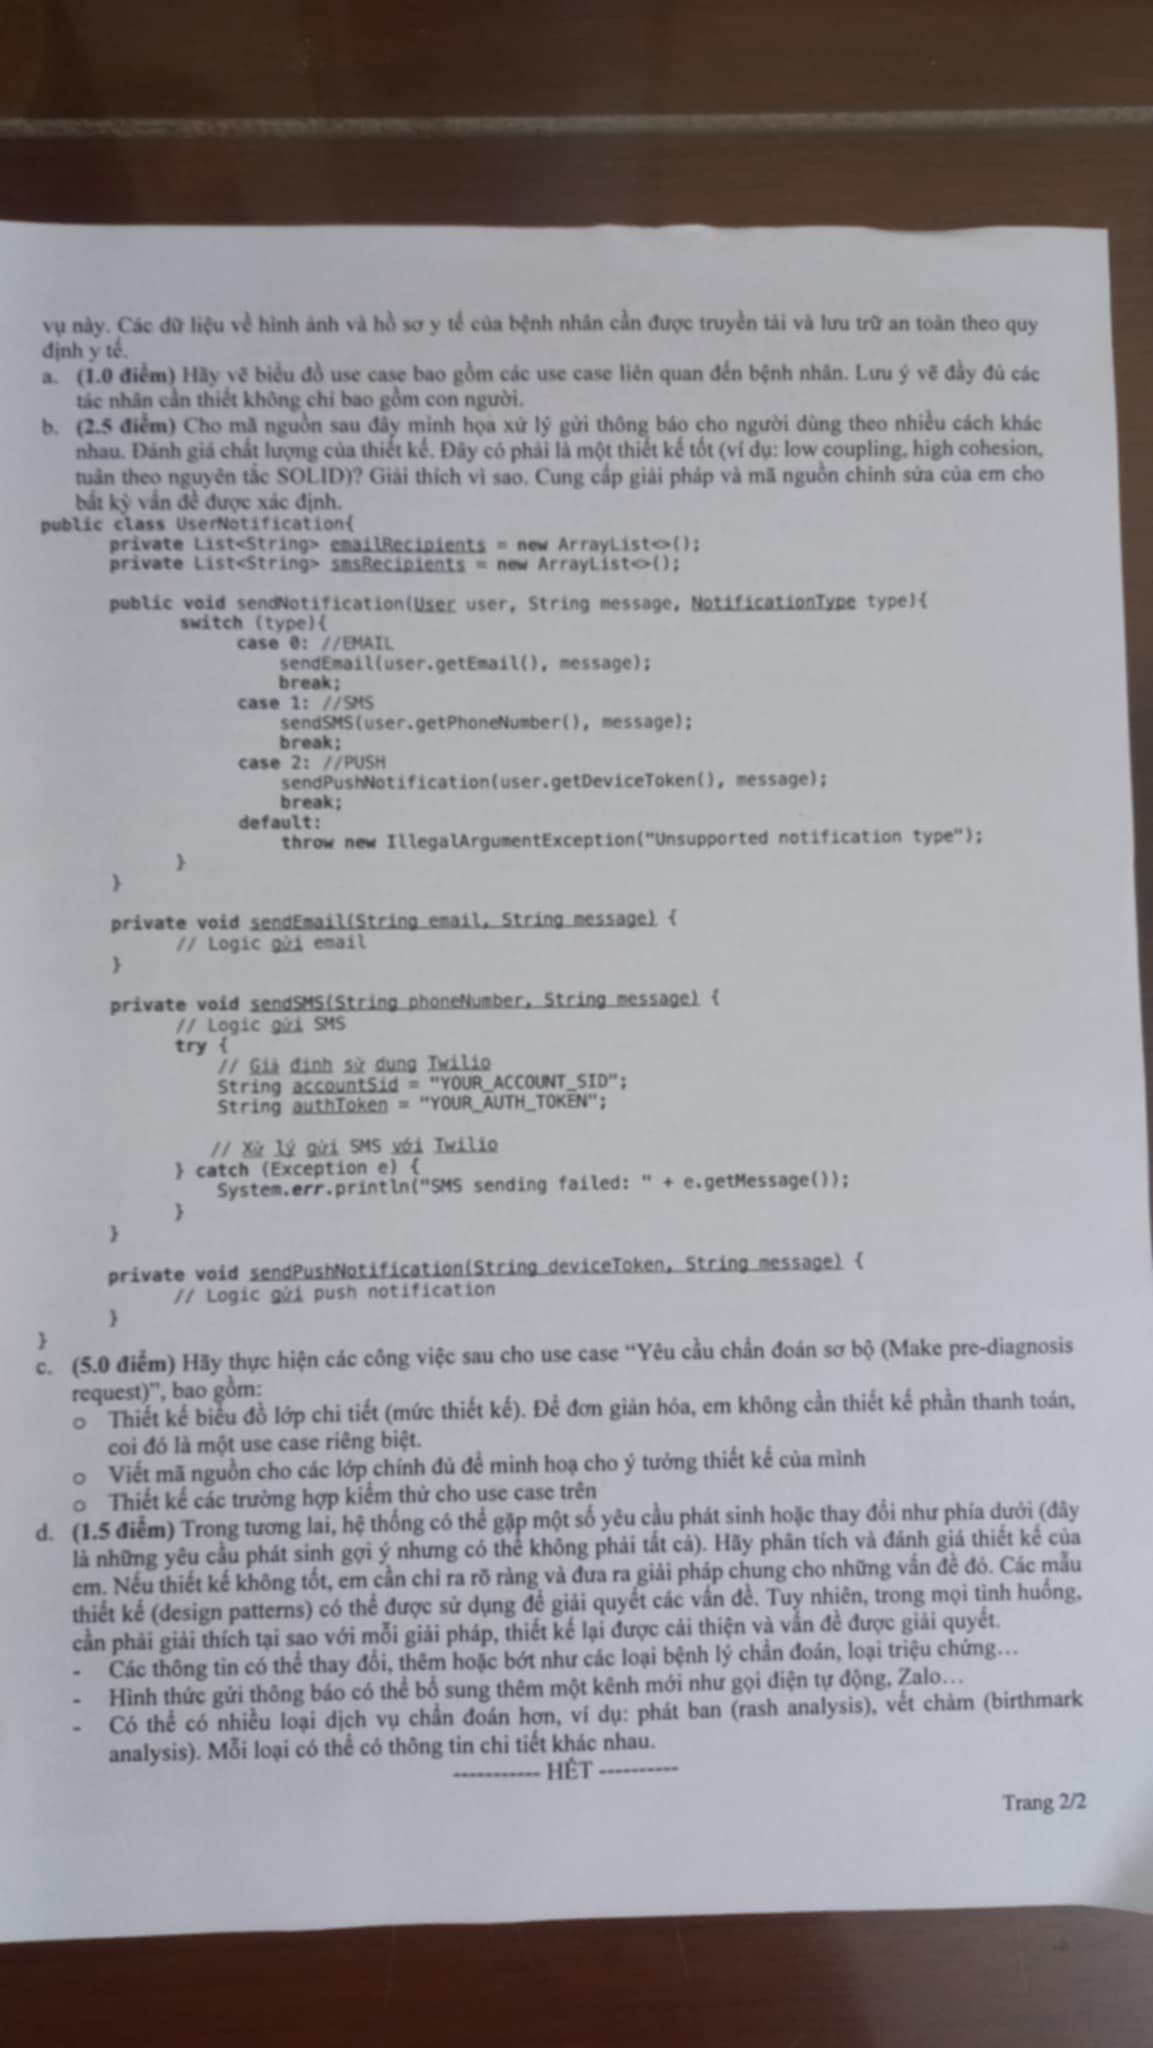 vụ này. Các dữ liệu về hình ảnh và hồ sơ y tế của bệnh nhân cần được truyền tải và lưu trữ an toàn theo quy
định y tế.
a. (1.0 điểm) Hãy vẽ biểu đồ use case bao gồm các use case liên quan đến bệnh nhân. Lưu ý vẽ đầy đủ các
tác nhân cần thiết không chỉ bao gồm con người.
b. (2.5 điểm) Cho mã nguồn sau đây minh họa xử lý gửi thông báo cho người dùng theo nhiều cách khác
nhau. Đánh giá chất lượng của thiết kế. Đây có phải là một thiết kế tốt (ví dụ: low coupling, high cohesion,
tuân theo nguyên tắc SOLID)? Giải thích vì sao. Cung cấp giải pháp và mã nguồn chỉnh sửa của em cho
bất kỳ vấn đề được xác định.
public class UserNotification{
private List<String> emailRecipients = new ArrayList<>();
private List<String> smsRecipients = new ArrayList<>();
public void sendNotification(User user, String message, NotificationType type){
switch (type){
case 0: //EMAIL
sendEmail(user.getEmail(), message);
break;
case 1: //SMS
sendSMS(user.getPhoneNumber(), message);
break;
case 2: //PUSH
sendPushNotification(user.getDeviceToken(), message);
break;
default:
throw new IllegalArgumentException("Unsupported notification type");
}
}
private void sendEmail(String email, String message) {
// Logic gửi email
}
private void sendSMS(String phoneNumber, String message) {
// Logic gửi SMS
try {
// Giả định sử dụng Twilio
String accountSid = "YOUR_ACCOUNT_SID";
String authToken = "YOUR_AUTH_TOKEN";
// Xử lý gửi SMS với Twilio
} catch (Exception e) {
System.err.println("SMS sending failed: " + e.getMessage());
}
}
private void sendPushNotification(String deviceToken, String message) {
// Logic gửi push notification
}
}
c. (5.0 điểm) Hãy thực hiện các công việc sau cho use case “Yêu cầu chẩn đoán sơ bộ (Make pre-diagnosis
request)”, bao gồm:
o Thiết kế biểu đồ lớp chi tiết (mức thiết kế). Để đơn giản hóa, em không cần thiết kế phần thanh toán,
coi đó là một use case riêng biệt.
o Viết mã nguồn cho các lớp chính đủ để minh hoạ cho ý tưởng thiết kế của mình
o Thiết kế các trường hợp kiểm thử cho use case trên
d. (1.5 điểm) Trong tương lai, hệ thống có thể gặp một số yêu cầu phát sinh hoặc thay đổi như phía dưới (đây
là những yêu cầu phát sinh gợi ý nhưng có thể không phải tất cả). Hãy phân tích và đánh giá thiết kế của
em. Nếu thiết kế không tốt, em cần chỉ ra rõ ràng và đưa ra giải pháp chung cho những vấn đề đó. Các mẫu
thiết kế (design patterns) có thể được sử dụng để giải quyết các vấn đề. Tuy nhiên, trong mọi tình huống,
cần phải giải thích tại sao với mỗi giải pháp, thiết kế lại được cải thiện và vấn đề được giải quyết.
- Các thông tin có thể thay đổi, thêm hoặc bớt như các loại bệnh lý chẩn đoán, loại triệu chứng…
- Hình thức gửi thông báo có thể bổ sung thêm một kênh mới như gọi điện tự động, Zalo…
- Có thể có nhiều loại dịch vụ chẩn đoán hơn, ví dụ: phát ban (rash analysis), vết chàm (birthmark
analysis). Mỗi loại có thể có thông tin chi tiết khác nhau.
----------- HẾT ----------
Trang 2/2